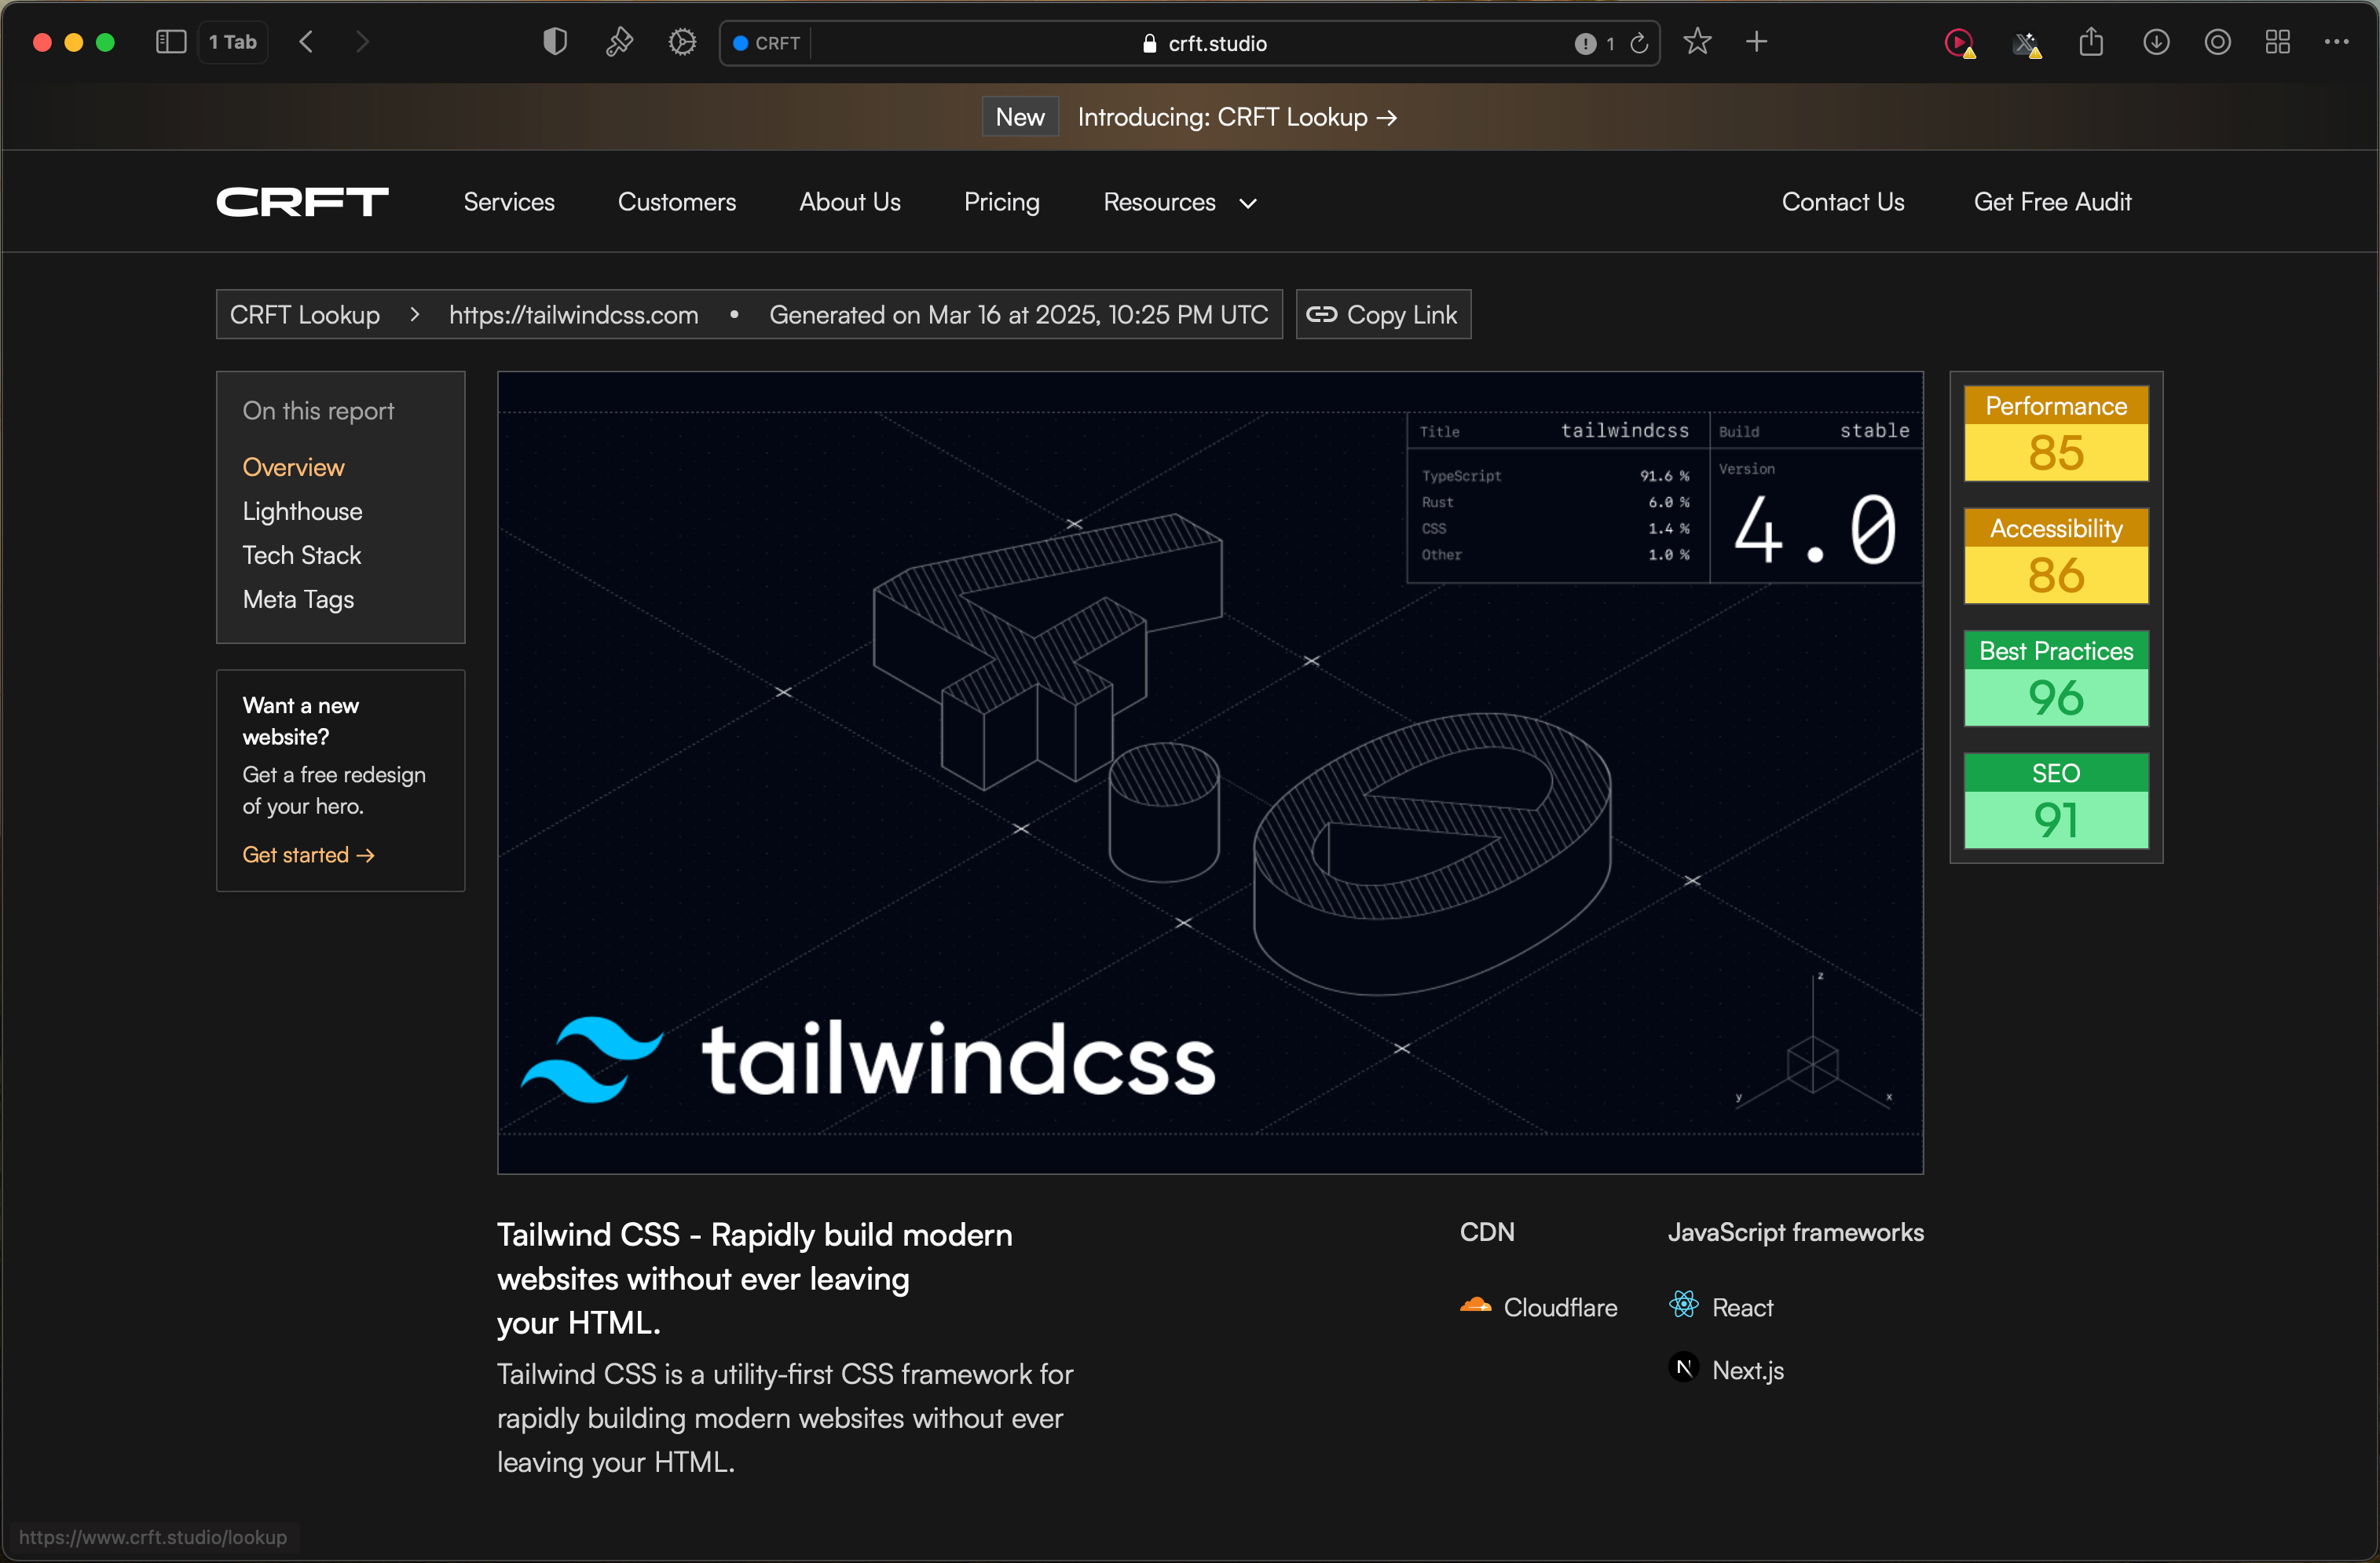 1 Tab
CRFT
crft.studio
1
New Introducing: CRFT Lookup →
CRFT
Services
Customers
About Us
Pricing
Resources
Contact Us
Get Free Audit
CRFT Lookup > https://tailwindcss.com • Generated on Mar 16 at 2025, 10:25 PM UTC
Copy Link
On this report
Overview
Lighthouse
Tech Stack
Meta Tags
Want a new
website?
Get a free redesign
of your hero.
Get started →
Title tailwindcss
Build stable
TypeScript 91.6 %
Rust 6.0 %
CSS 1.4 %
Other 1.0 %
Version
4.0
4.0
z
y
x
tailwindcss
Performance
85
Accessibility
86
Best Practices
96
SEO
91
Tailwind CSS - Rapidly build modern
websites without ever leaving
your HTML.
Tailwind CSS is a utility-first CSS framework for
rapidly building modern websites without ever
leaving your HTML.
CDN
Cloudflare
JavaScript frameworks
React
N Next.js
https://www.crft.studio/lookup